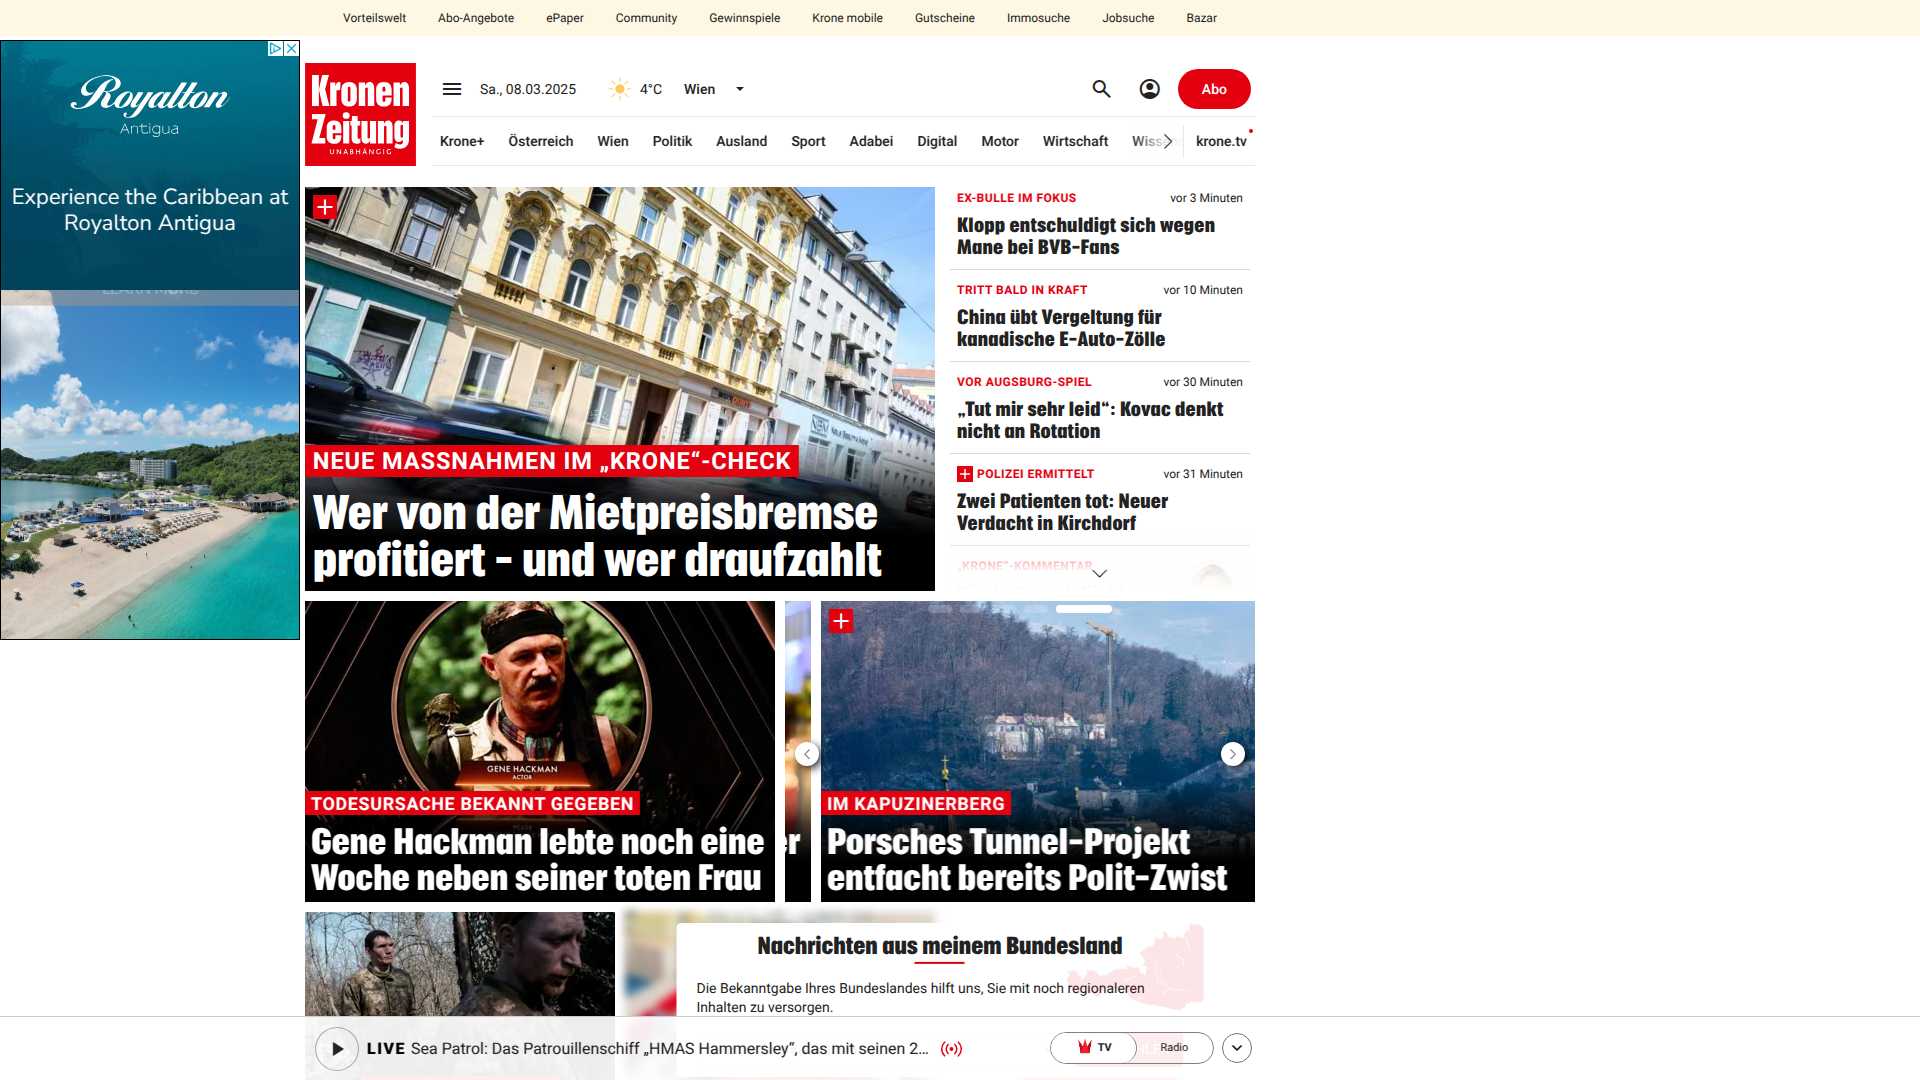 Vorteilswelt Abo-Angebote ePaper Community Gewinnspiele Krone mobile Gutscheine Immosuche Jobsuche Bazar
Royalton
Antigua
Experience the Caribbean at
Royalton Antigua
LEARN MORE
Kronen
Zeitung
UNABHÄNGIG
Sa., 08.03.2025 4°C Wien
Abo
Krone+ Österreich Wien Politik Ausland Sport Adabei Digital Motor Wirtschaft krone.tv
NEUE MASSNAHMEN IM „KRONE“-CHECK
Wer von der Mietpreisbremse
profitiert – und wer draufzahlt
EX-BULLE IM FOKUS vor 3 Minuten
Klopp entschuldigt sich wegen
Mane bei BVB-Fans
TRITT BALD IN KRAFT vor 10 Minuten
China übt Vergeltung für
kanadische E-Auto-Zölle
VOR AUGSBURG-SPIEL vor 30 Minuten
„Tut mir sehr leid“: Kovac denkt
nicht an Rotation
POLIZEI ERMITTELT vor 31 Minuten
Zwei Patienten tot: Neuer
Verdacht in Kirchdorf
„KRONE“-KOMMENTAR
GENE HACKMAN
ACTOR
TODESURSACHE BEKANNT GEGEBEN
Gene Hackman lebte noch eine
Woche neben seiner toten Frau
IM KAPUZINERBERG
Porsches Tunnel-Projekt
entfacht bereits Polit-Zwist
Nachrichten aus meinem Bundesland
Die Bekanntgabe Ihres Bundeslandes hilft uns, Sie mit noch regionaleren
Inhalten zu versorgen.
LIVE Sea Patrol: Das Patrouillenschiff „HMAS Hammersley“, das mit seinen 2...
TV Radio